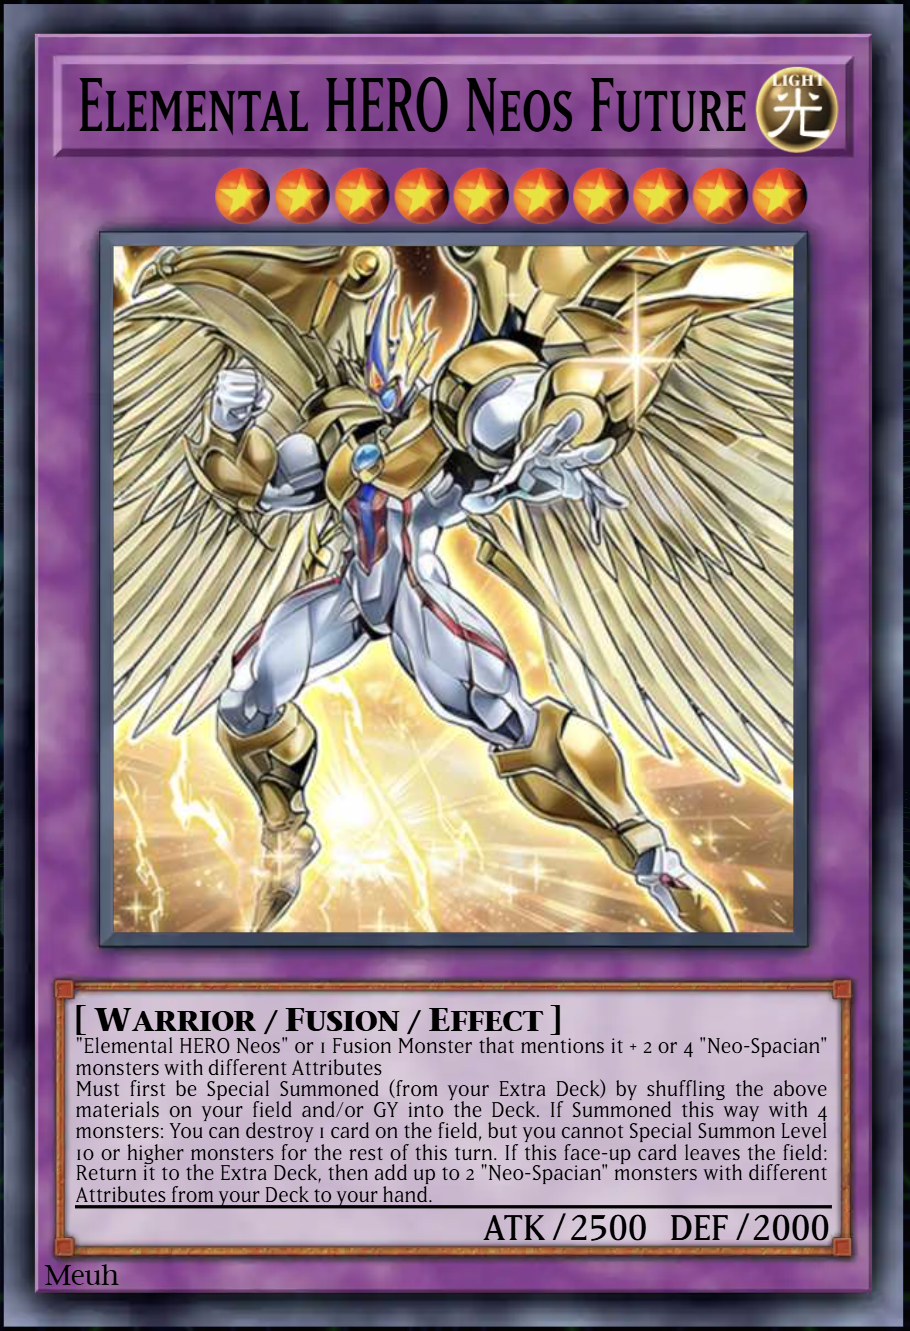 Elemental HERO Neos Future
LIGHT
光
[ Warrior / Fusion / Effect ]
"Elemental HERO Neos" or 1 Fusion Monster that mentions it + 2 or 4 "Neo-Spacian"
monsters with different Attributes
Must first be Special Summoned (from your Extra Deck) by shuffling the above
materials on your field and/or GY into the Deck. If Summoned this way with 4
monsters: You can destroy 1 card on the field, but you cannot Special Summon Level
10 or higher monsters for the rest of this turn. If this face-up card leaves the field:
Return it to the Extra Deck, then add up to 2 "Neo-Spacian" monsters with different
Attributes from your Deck to your hand.
ATK/2500 DEF/2000
Meuh